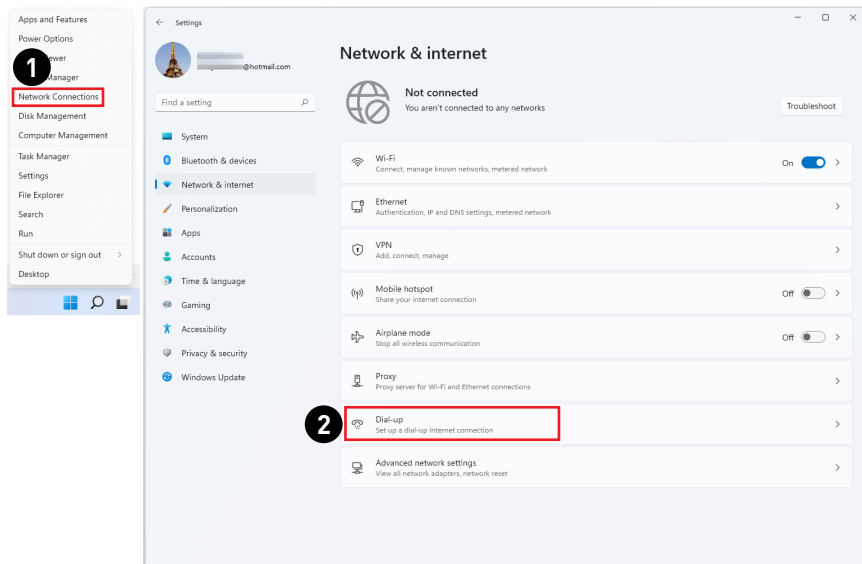 Apps and Features
Power Options
ewer
1
Manager
Network Connections
Disk Management
Computer Management
Task Manager
Settings
File Explorer
Search
Run
Shut down or sign out
Desktop
Settings
@hotmail.com
Find a setting
System
Bluetooth & devices
Network & internet
Personalization
Apps
Accounts
Time & language
Gaming
Accessibility
Privacy & security
Windows Update
Network & internet
Not connected
You aren't connected to any networks
Troubleshoot
Wi-Fi
Connect, manage known networks, metered network
On
Ethernet
Authentication, IP and DNS settings, metered network
VPN
Add, connect, manage
Mobile hotspot
Share your internet connection
Off
Airplane mode
Stop all wireless communication
Off
Proxy
Proxy server for Wi-Fi and Ethernet connections
2
Dial-up
Set up a dial-up internet connection
Advanced network settings
View all network adapters, network reset